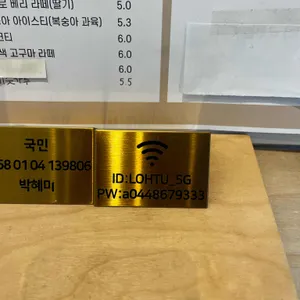 로 베리 라떼(딸기) 5.0
아 아이스티(복숭아 과육) 5.3
6.0
색 고구마 라떼 6.0
6.0
5.5
국민
58 01 04 139806
박혜미
ID:LOHTU_5G
PW:a0448679333